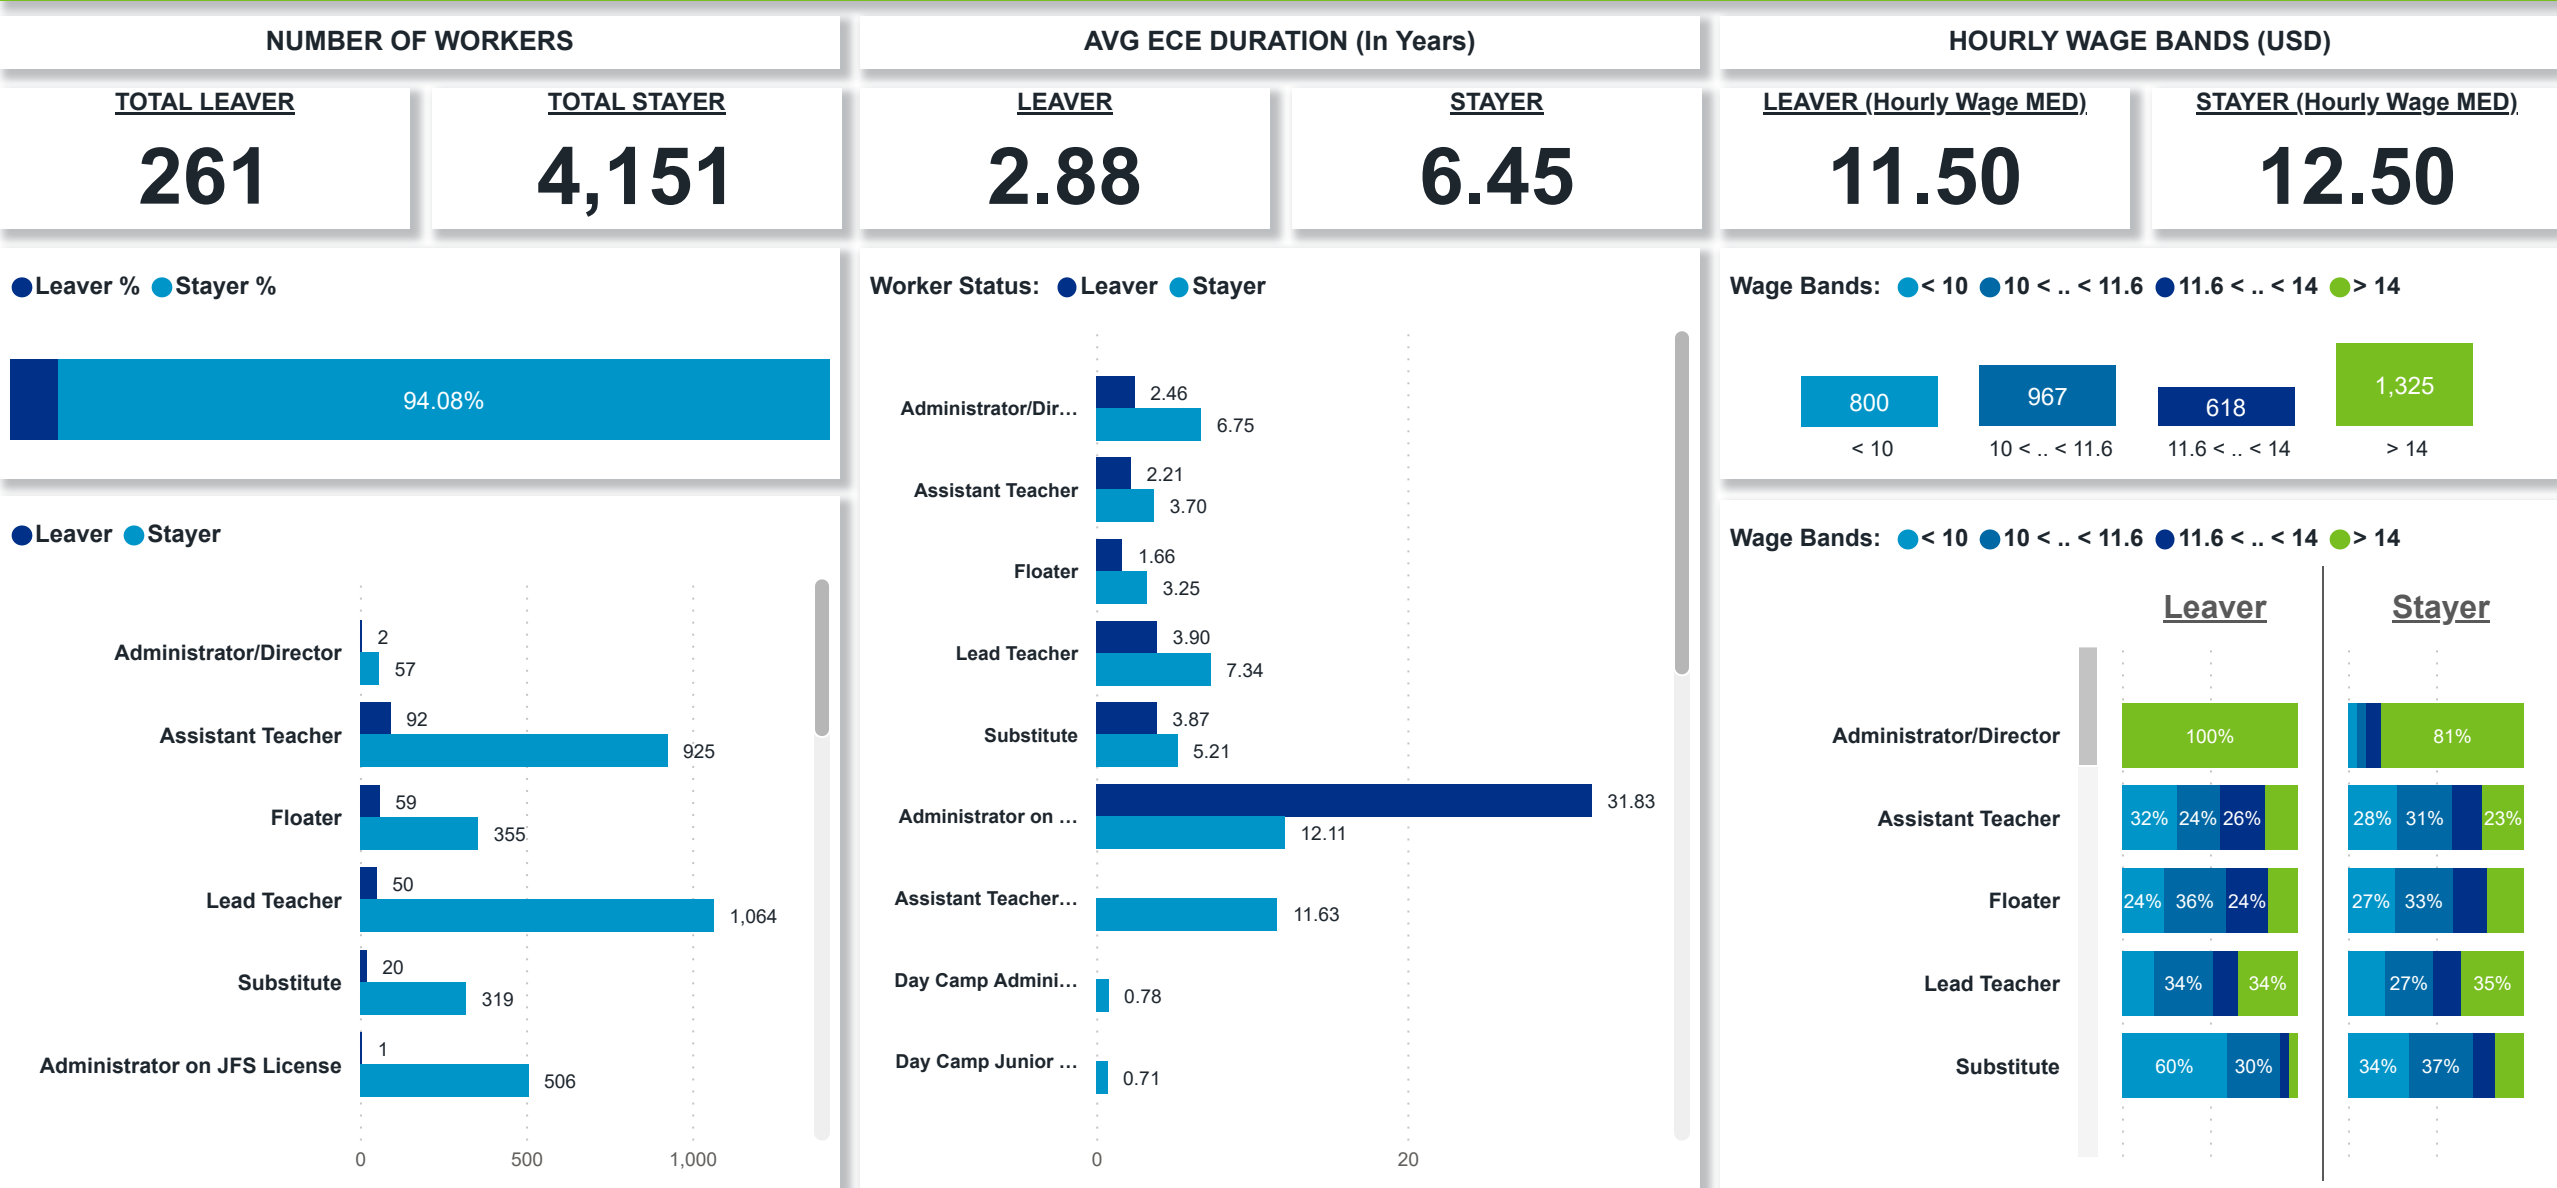 NUMBER OF WORKERS
TOTAL LEAVER
261
TOTAL STAYER
4,151
Leaver % Stayer %
94.08%
Leaver Stayer
Administrator/Director
2
57
Assistant Teacher
92
925
Floater
59
355
Lead Teacher
50
1,064
Substitute
20
319
Administrator on JFS License
1
506
0 500 1,000
AVG ECE DURATION (In Years)
LEAVER
2.88
STAYER
6.45
Worker Status: Leaver Stayer
Administrator/Dir...
2.46
6.75
Assistant Teacher
2.21
3.70
Floater
1.66
3.25
Lead Teacher
3.90
7.34
Substitute
3.87
5.21
Administrator on ...
31.83
12.11
Assistant Teacher...
11.63
Day Camp Admini...
0.78
Day Camp Junior ...
0.71
0 20
HOURLY WAGE BANDS (USD)
LEAVER (Hourly Wage MED)
11.50
STAYER (Hourly Wage MED)
12.50
Wage Bands: < 10 10 < .. < 11.6 11.6 < .. < 14 > 14
800 967 618 1,325
< 10 10 < .. < 11.6 11.6 < .. < 14 > 14
Wage Bands: < 10 10 < .. < 11.6 11.6 < .. < 14 > 14
Leaver Stayer
Administrator/Director 100% 81%
Assistant Teacher 32% 24% 26% 28% 31% 23%
Floater 24% 36% 24% 27% 33%
Lead Teacher 34% 34% 27% 35%
Substitute 60% 30% 34% 37%